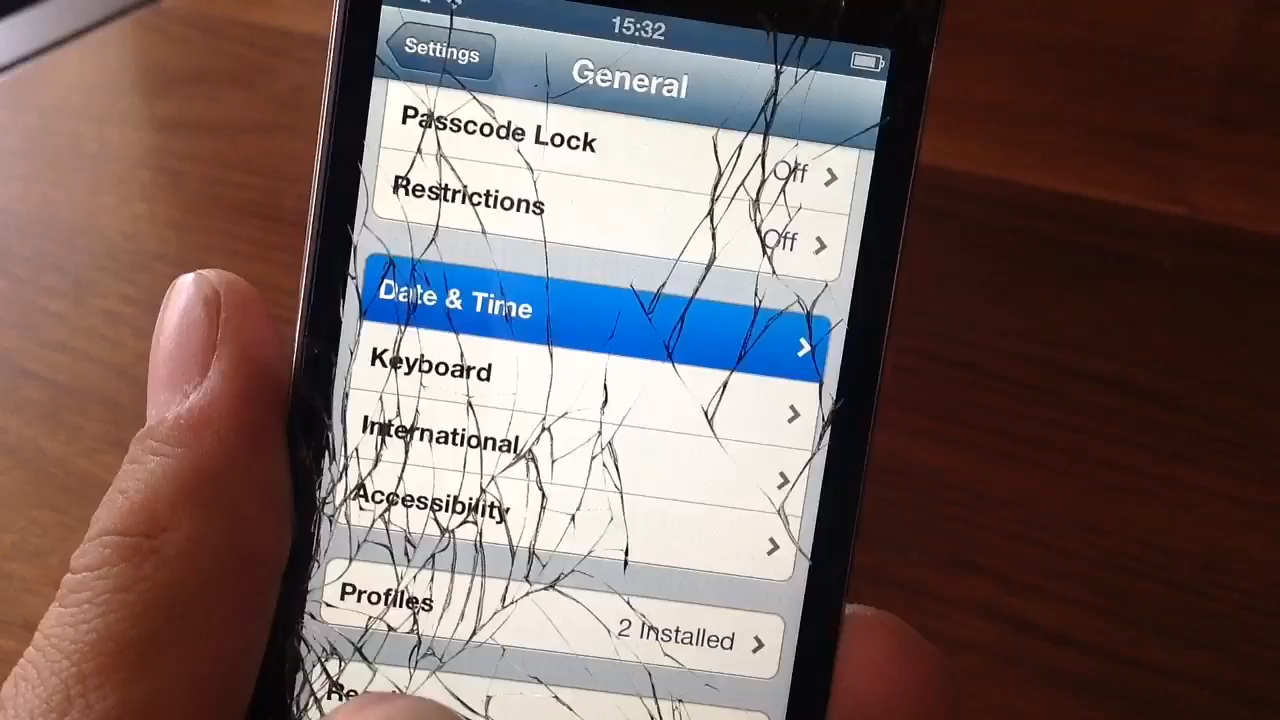 15:32
Settings
General
Passcode Lock
Off
Restrictions
Off
Date & Time
Keyboard
International
Accessibility
Profiles
2 Installed